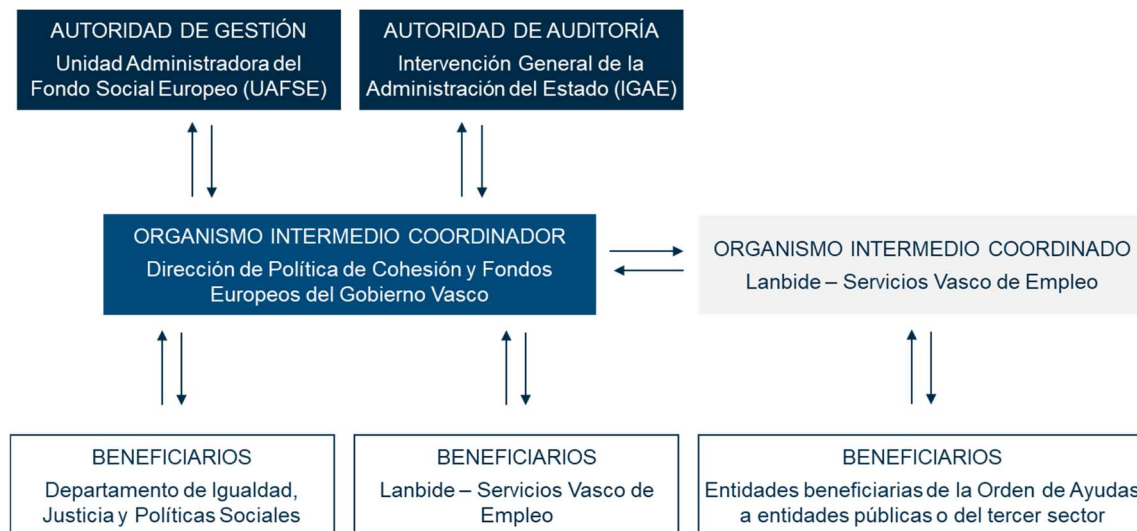 AUTORIDAD DE GESTIÓN
Unidad Administradora del
Fondo Social Europeo (UAFSE)
AUTORIDAD DE AUDITORÍA
Intervención General de la
Administración del Estado (IGAE)
ORGANISMO INTERMEDIO COORDINADOR
Dirección de Política de Cohesión y Fondos
Europeos del Gobierno Vasco
ORGANISMO INTERMEDIO COORDINADO
Lanbide – Servicios Vasco de Empleo
BENEFICIARIOS
Departamento de Igualdad,
Justicia y Políticas Sociales
BENEFICIARIOS
Lanbide – Servicios Vasco de
Empleo
BENEFICIARIOS
Entidades beneficiarias de la Orden de Ayudas
a entidades públicas o del tercer sector